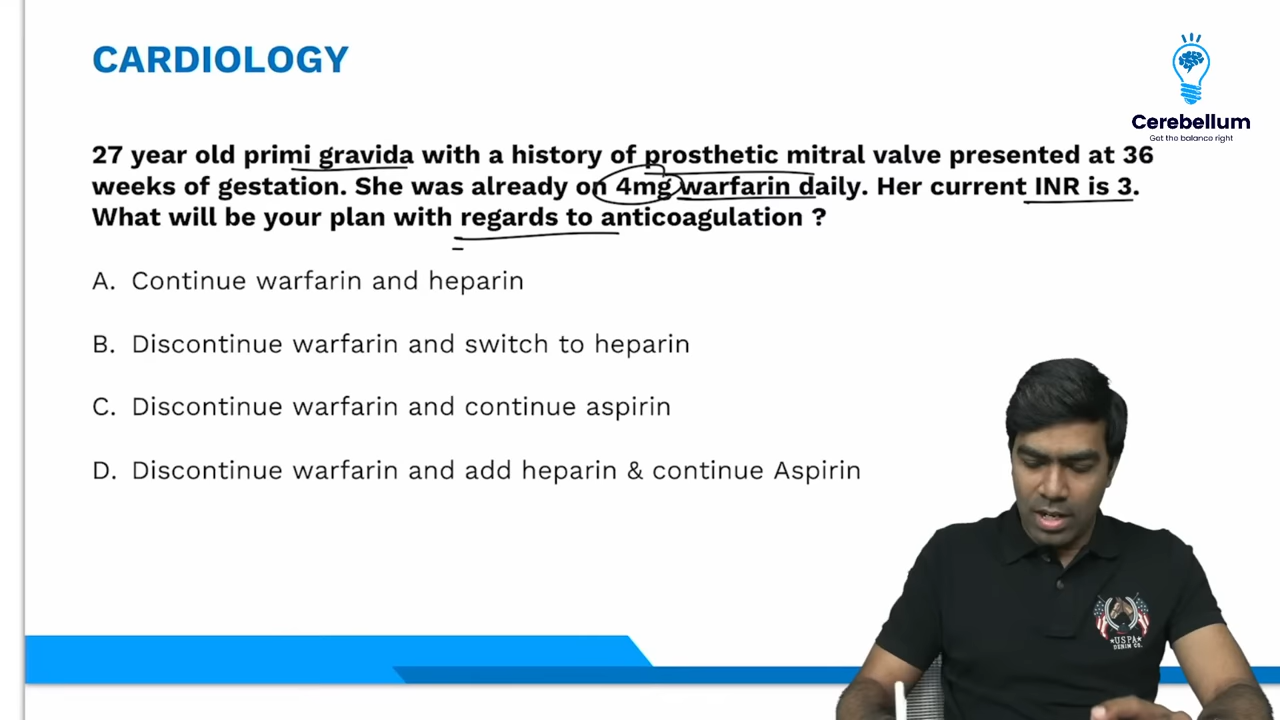 CARDIOLOGY
Cerebellum
Get the balance right
27 year old primi gravida with a history of prosthetic mitral valve presented at 36
weeks of gestation. She was already on 4mg warfarin daily. Her current INR is 3.
What will be your plan with regards to anticoagulation ?
A. Continue warfarin and heparin
B. Discontinue warfarin and switch to heparin
C. Discontinue warfarin and continue aspirin
D. Discontinue warfarin and add heparin & continue Aspirin
USPA
DENIM CO.